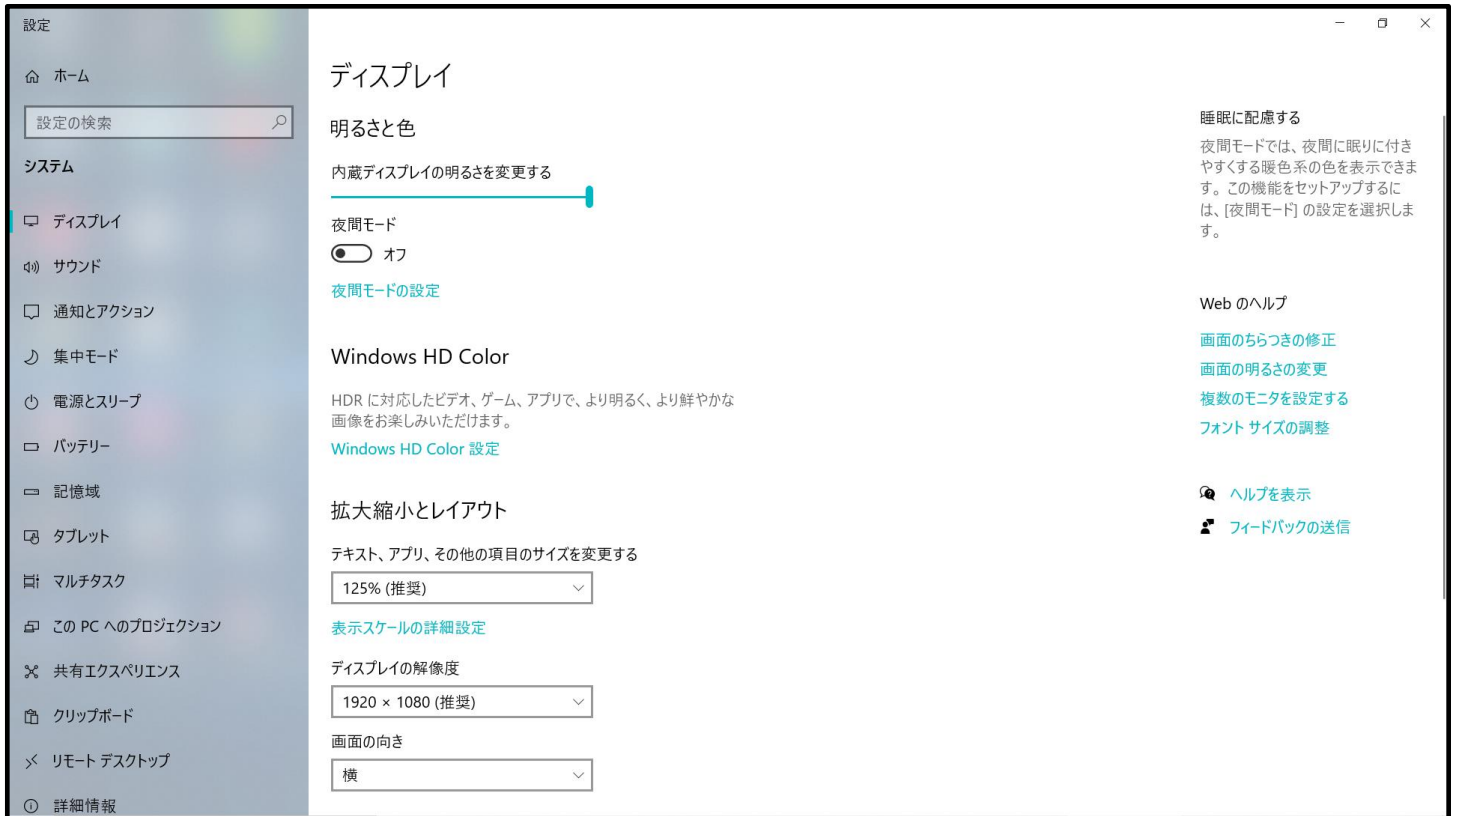 設定
ホーム
設定の検索
システム
ディスプレイ
サウンド
通知とアクション
集中モード
電源とスリープ
バッテリー
記憶域
タブレット
マルチタスク
この PC へのプロジェクション
共有エクスペリエンス
クリップボード
リモート デスクトップ
詳細情報
ディスプレイ
明るさと色
内蔵ディスプレイの明るさを変更する
夜間モード
オフ
夜間モードの設定
Windows HD Color
HDR に対応したビデオ、ゲーム、アプリで、より明るく、より鮮やかな
画像をお楽しみいただけます。
Windows HD Color 設定
拡大縮小とレイアウト
テキスト、アプリ、その他の項目のサイズを変更する
125% (推奨)
表示スケールの詳細設定
ディスプレイの解像度
1920 × 1080 (推奨)
画面の向き
横
睡眠に配慮する
夜間モードでは、夜間に眠りに付き
やすくする暖色系の色を表示できま
す。この機能をセットアップするに
は、[夜間モード] の設定を選択しま
す。
Web のヘルプ
画面のちらつきの修正
画面の明るさの変更
複数のモニタを設定する
フォント サイズの調整
ヘルプを表示
フィードバックの送信